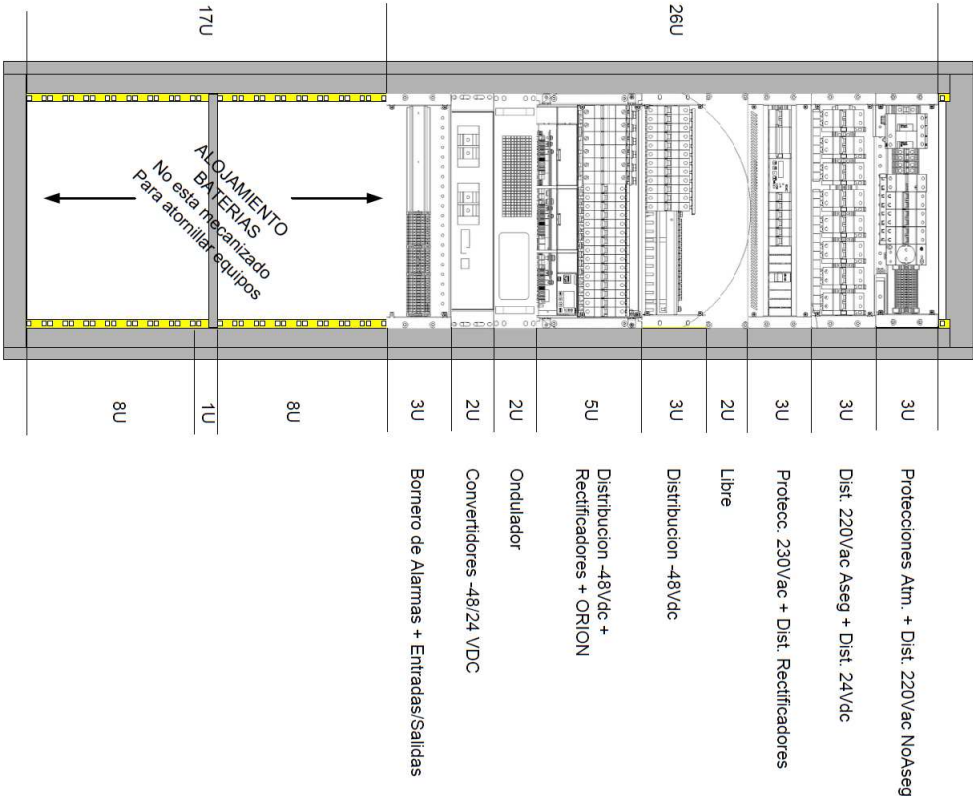 26U
3U Protecciones Atm. + Dist. 220Vac NoAseg
3U Dist. 220Vac Aseg + Dist. 24Vdc
3U Protecc. 230Vac + Dist. Rectificadores
2U Libre
3U Distribucion -48Vdc
5U Distribucion -48Vdc +
Rectificadores + ORION
2U Ondulador
2U Convertidores -48/24 VDC
3U Bornero de Alarmas + Entradas/Salidas
17U
ALOJAMIENTO
BATERIAS
No esta mecanizado
Para atornillar equipos
8U
1U
8U